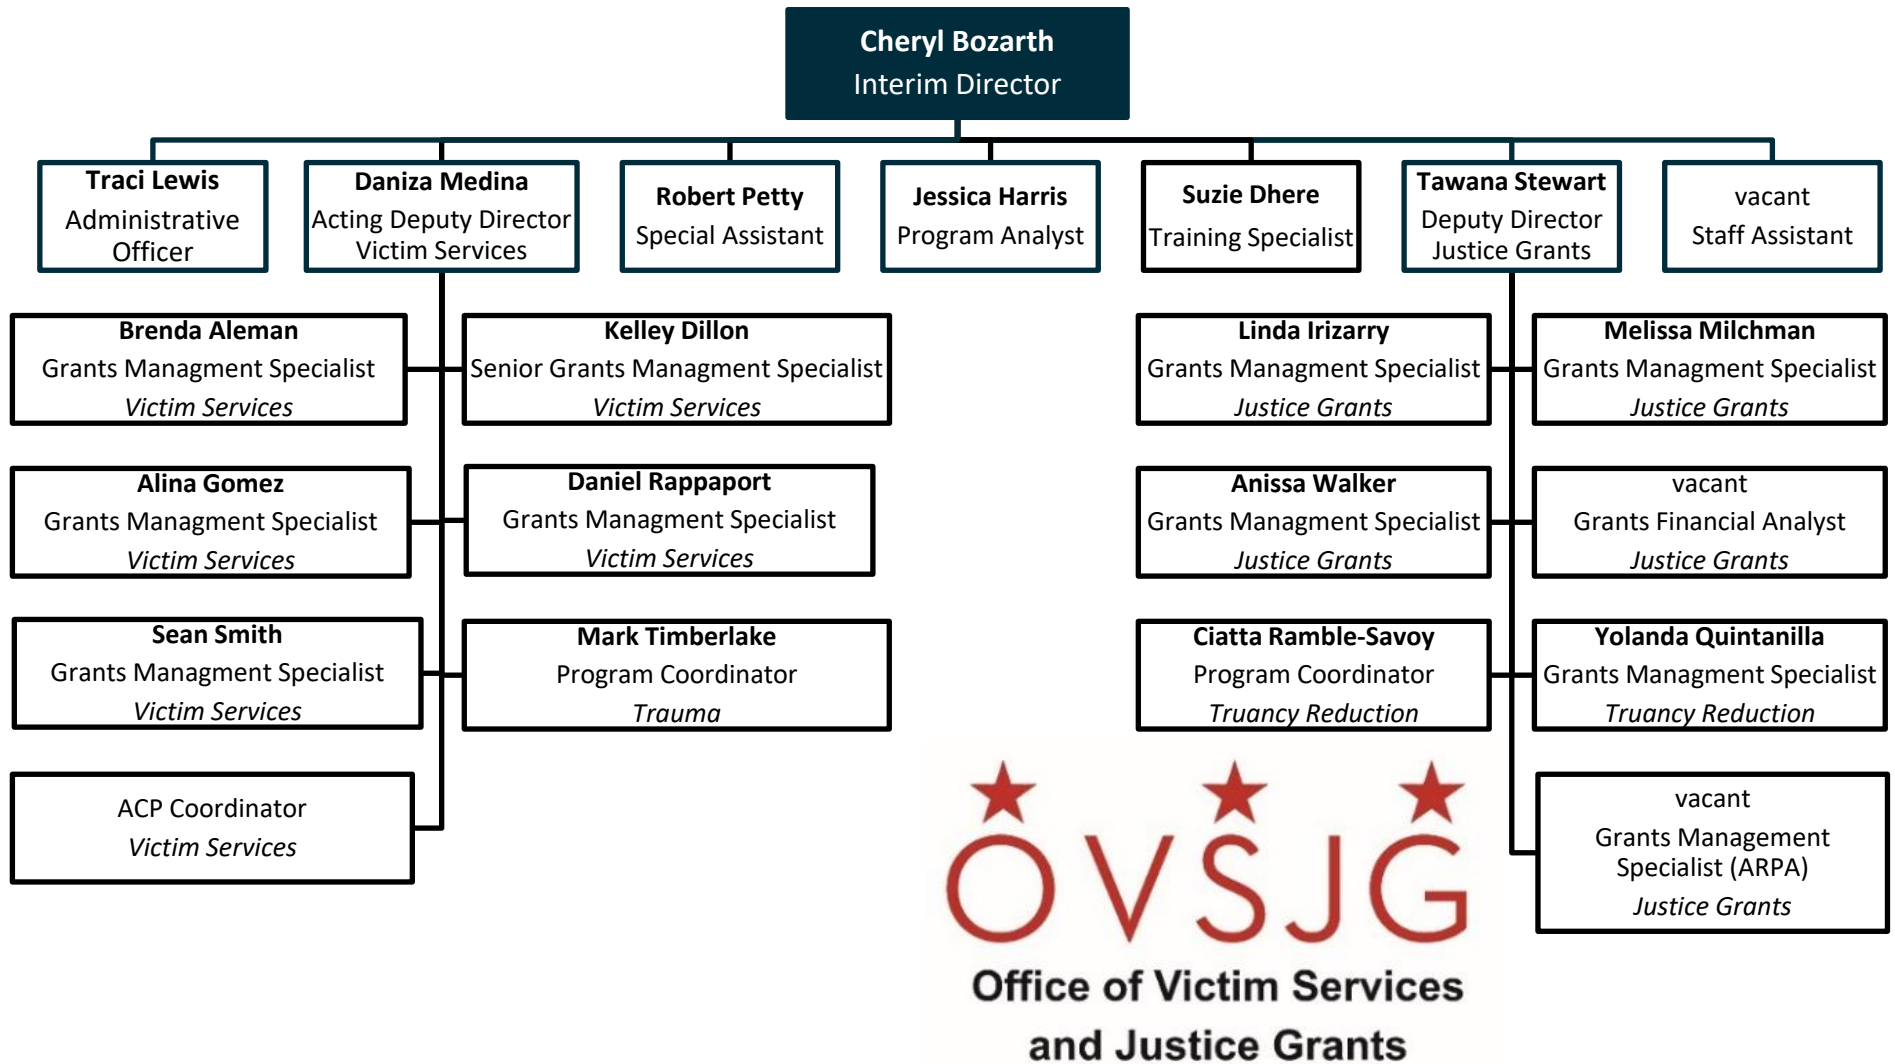 Cheryl Bozarth
Interim Director
Traci Lewis
Administrative
Officer
Daniza Medina
Acting Deputy Director
Victim Services
Robert Petty
Special Assistant
Jessica Harris
Program Analyst
Suzie Dhere
Training Specialist
Tawana Stewart
Deputy Director
Justice Grants
vacant
Staff Assistant
Brenda Aleman
Grants Managment Specialist
Victim Services
Kelley Dillon
Senior Grants Managment Specialist
Victim Services
Linda Irizarry
Grants Managment Specialist
Justice Grants
Melissa Milchman
Grants Managment Specialist
Justice Grants
Alina Gomez
Grants Managment Specialist
Victim Services
Daniel Rappaport
Grants Managment Specialist
Victim Services
Anissa Walker
Grants Managment Specialist
Justice Grants
vacant
Grants Financial Analyst
Justice Grants
Sean Smith
Grants Managment Specialist
Victim Services
Mark Timberlake
Program Coordinator
Trauma
Ciatta Ramble-Savoy
Program Coordinator
Truancy Reduction
Yolanda Quintanilla
Grants Managment Specialist
Truancy Reduction
ACP Coordinator
Victim Services
vacant
Grants Management
Specialist (ARPA)
Justice Grants
OVSJG
Office of Victim Services
and Justice Grants